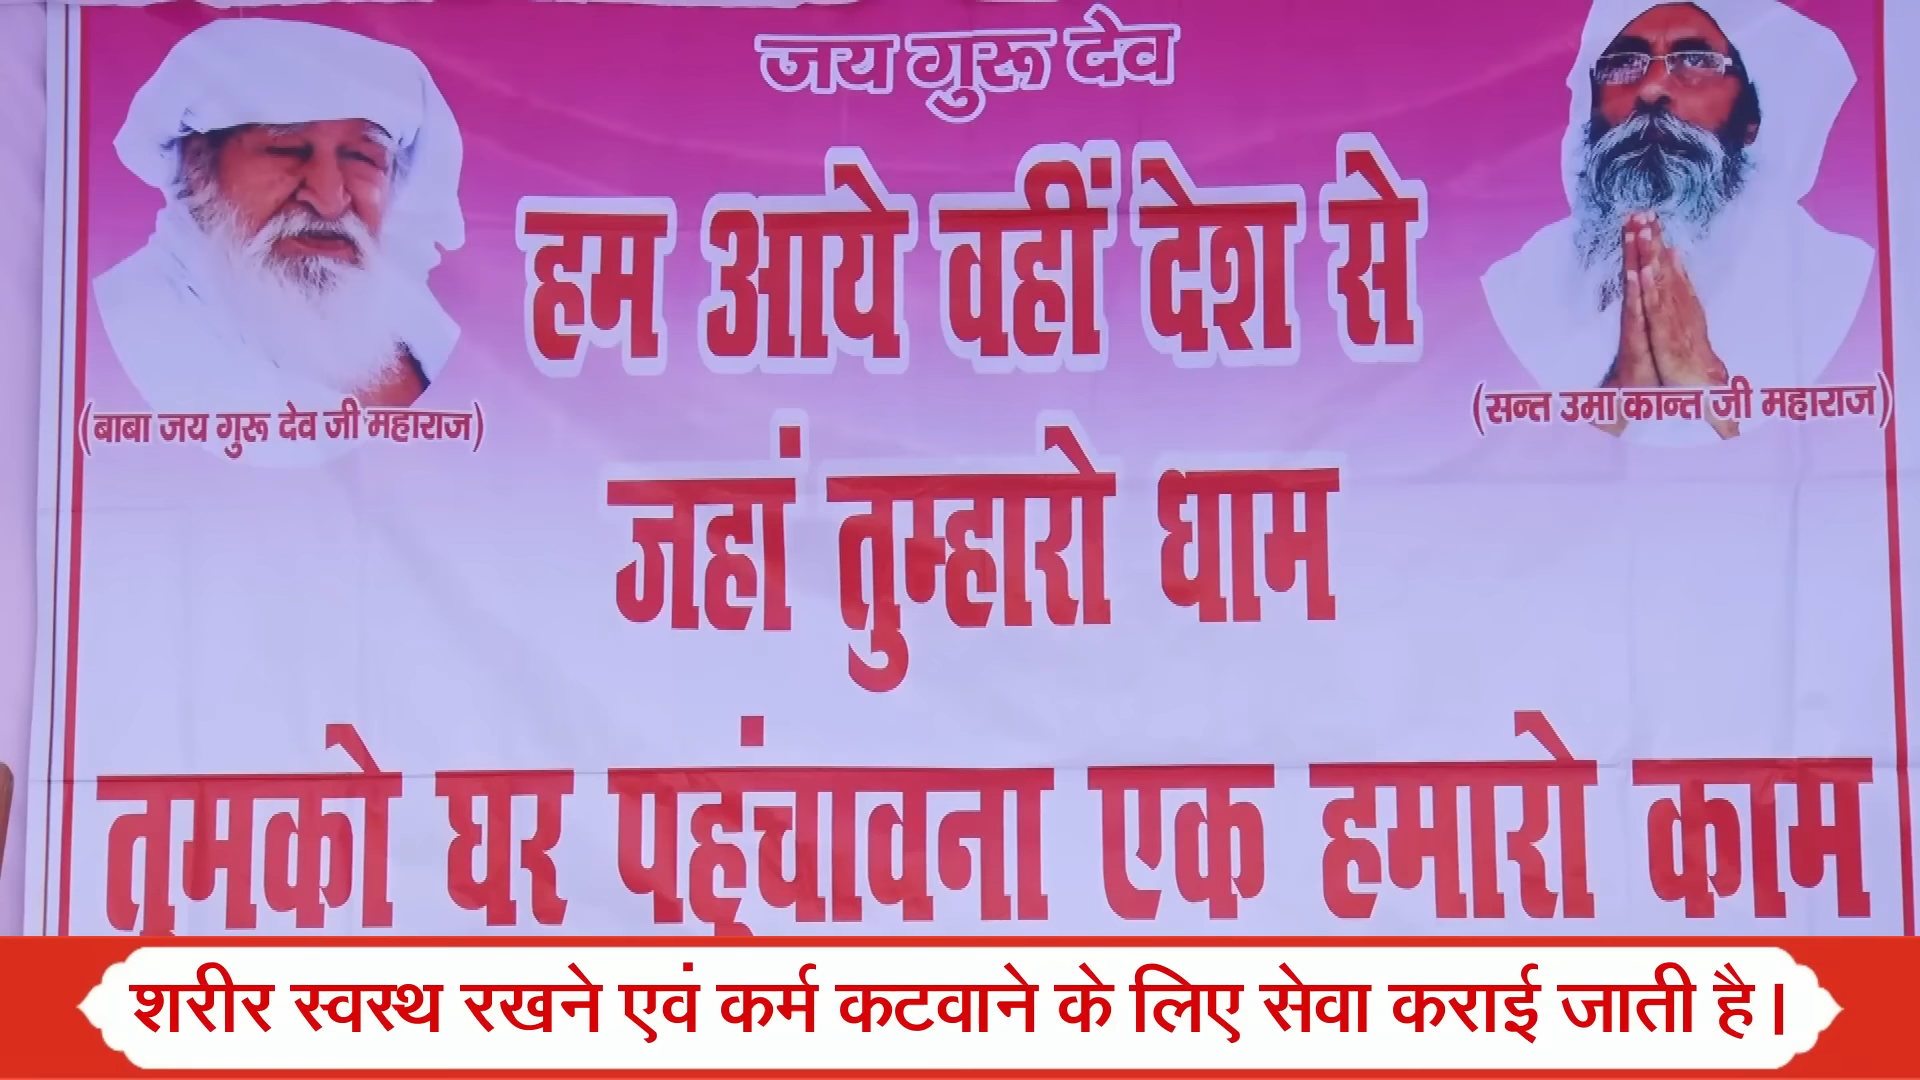 जय गुरू देव
हम आये वहीं देश से
(बाबा जय गुरू देव जी महाराज)
(सन्त उमा कान्त जी महाराज)
जहां तुम्हारो धाम
तुमको घर पहुंचावना एक हमारो काम
शरीर स्वस्थ रखने एवं कर्म कटवाने के लिए सेवा कराई जाती है।